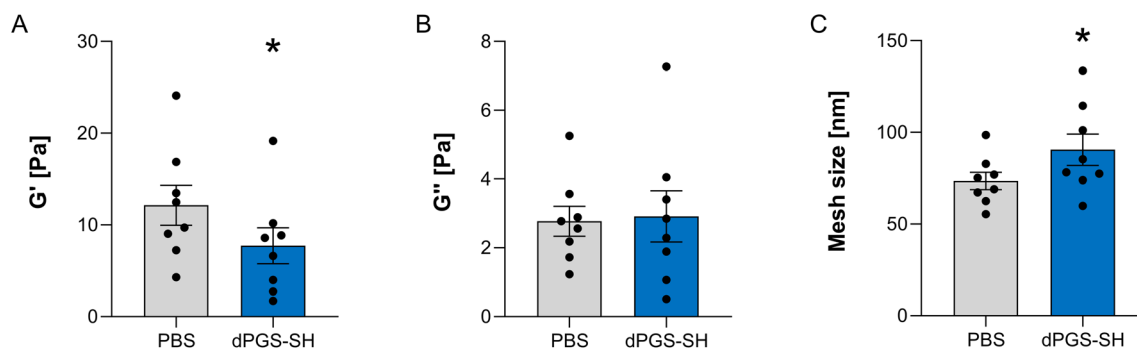 A
G' [Pa]
30
20
10
0
*
PBS
dPGS-SH
B
G'' [Pa]
8
6
4
2
0
PBS
dPGS-SH
C
Mesh size [nm]
150
100
50
0
*
PBS
dPGS-SH